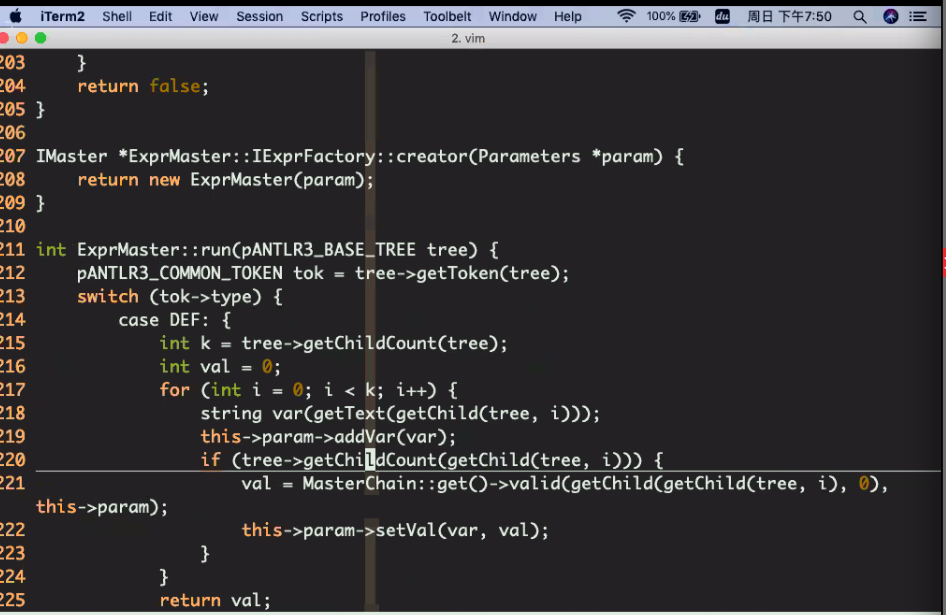 iTerm2 Shell Edit View Session Scripts Profiles Toolbelt Window Help 100% du 周日 下午7:50
2. vim
203 }
204 return false;
205 }
206
207 IMaster *ExprMaster::IExprFactory::creator(Parameters *param) {
208 return new ExprMaster(param);
209 }
210
211 int ExprMaster::run(pANTLR3_BASE_TREE tree) {
212 pANTLR3_COMMON_TOKEN tok = tree->getToken(tree);
213 switch (tok->type) {
214 case DEF: {
215 int k = tree->getChildCount(tree);
216 int val = 0;
217 for (int i = 0; i < k; i++) {
218 string var(getText(getChild(tree, i)));
219 this->param->addVar(var);
220 if (tree->getChildCount(getChild(tree, i))) {
221 val = MasterChain::get()->valid(getChild(getChild(tree, i), 0),
this->param);
222 this->param->setVal(var, val);
223 }
224 }
225 return val;